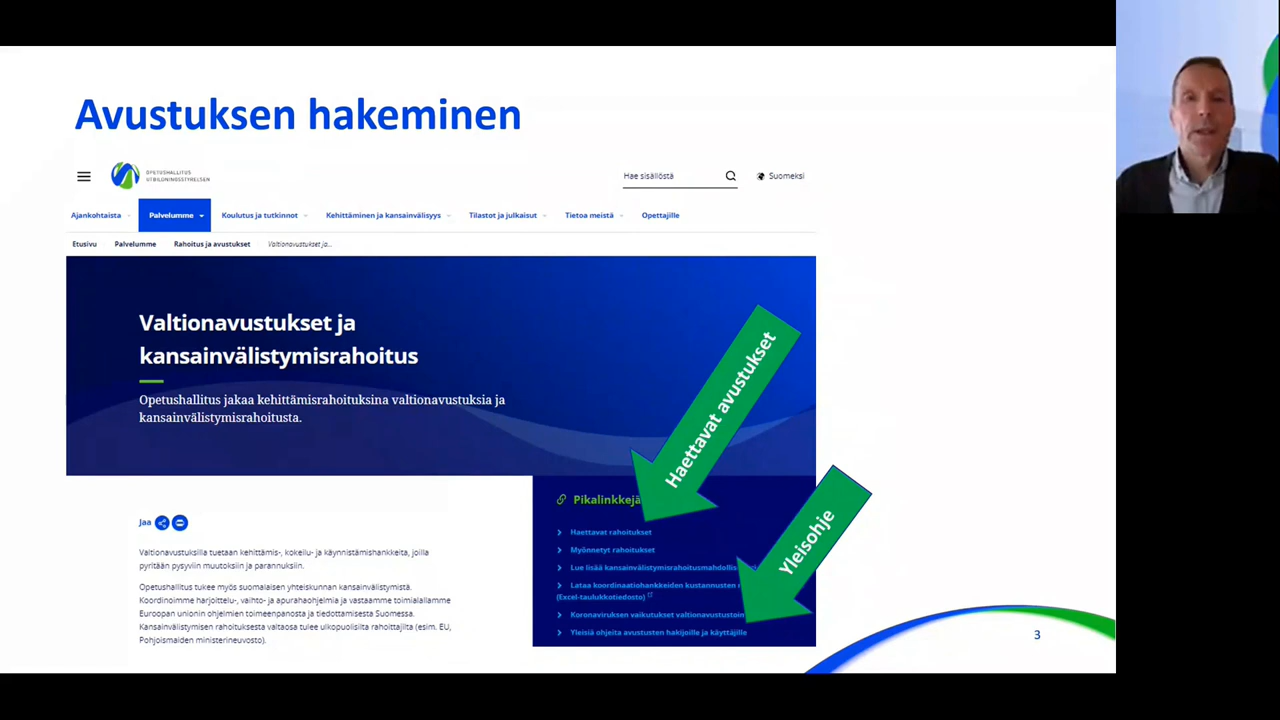 Avustuksen hakeminen
OPETUSHALLITUS
UTBILDNINGSSTYRELSEN
Hae sisällöstä
Suomeksi
Ajankohtaista Palvelumme Koulutus ja tutkinnot Kehittäminen ja kansainvälisyys Tilastot ja julkaisut Tietoa meistä Opettajille
Etusivu Palvelumme Rahoitus ja avustukset Valtionavustukset ja...
Valtionavustukset ja
kansainvälistymisrahoitus
Opetushallitus jakaa kehittämisrahoituksina valtionavustuksia ja
kansainvälistymisrahoitusta.
Haettavat avustukset
Yleisohje
Jaa
Valtionavustuksilla tuetaan kehittämis-, kokeilu- ja käynnistämishankkeita, joilla
pyritään pysyviin muutoksiin ja parannuksiin.
Opetushallitus tukee myös suomalaisen yhteiskunnan kansainvälistymistä.
Koordinoimme harjoittelu-, vaihto- ja apurahaohjelmia ja vastaamme toimialallamme
Euroopan unionin ohjelmien toimeenpanosta ja tiedottamisesta Suomessa.
Kansainvälistymisen rahoituksesta valtaosa tulee ulkopuolisilta rahoittajilta (esim. EU,
Pohjoismaiden ministerineuvosto).
Pikalinkkejä
Haettavat rahoitukset
Myönnetyt rahoitukset
Lue lisää
Lataa koordinaatiohankkeiden kustannusten
(Excel-taulukkotiedosto)
Koronaviruksen vaikutukset valtionavustustoim
Yleisiä ohjeita avustusten hakijoille ja käyttäjille
3